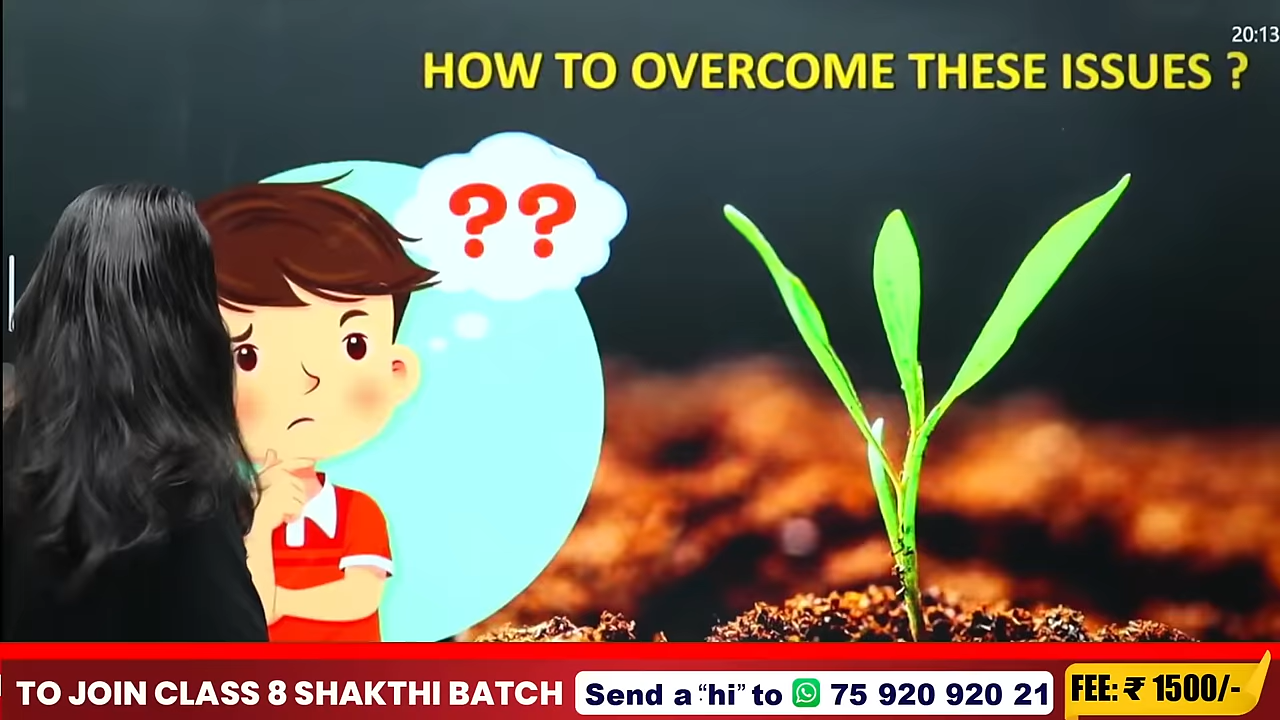 20:13
HOW TO OVERCOME THESE ISSUES ?
??
TO JOIN CLASS 8 SHAKTHI BATCH
Send a “hi” to 75 920 920 21
FEE: ₹ 1500/-